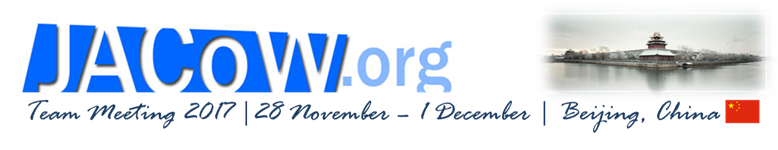 JACoW.org
Team Meeting 2017 | 28 November – 1 December | Beijing, China